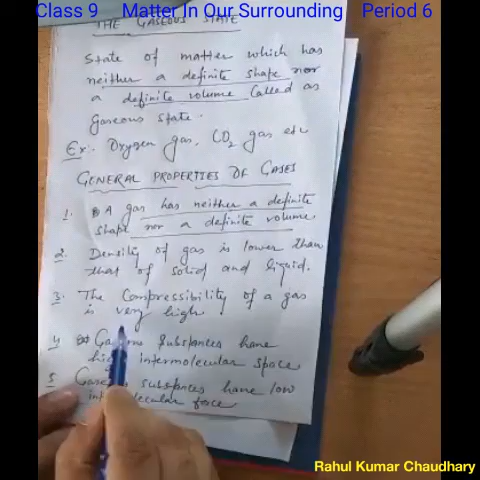 Class 9 Matter In Our Surrounding Period 6
THE GASEOUS STATE
State of matter which has
neither a definite shape nor
a definite volume called as
Gaseous state.
Ex:- Oxygen gas, CO2 gas etc
GENERAL PROPERTIES OF GASES
1. A gas has neither a definite
shape nor a definite volume.
2. Density of gas is lower than
that of solid and liquid.
3. The Compressibility of a gas
is very high.
4 substances have
intermolecular space
5 substances have low
force
Rahul Kumar Chaudhary